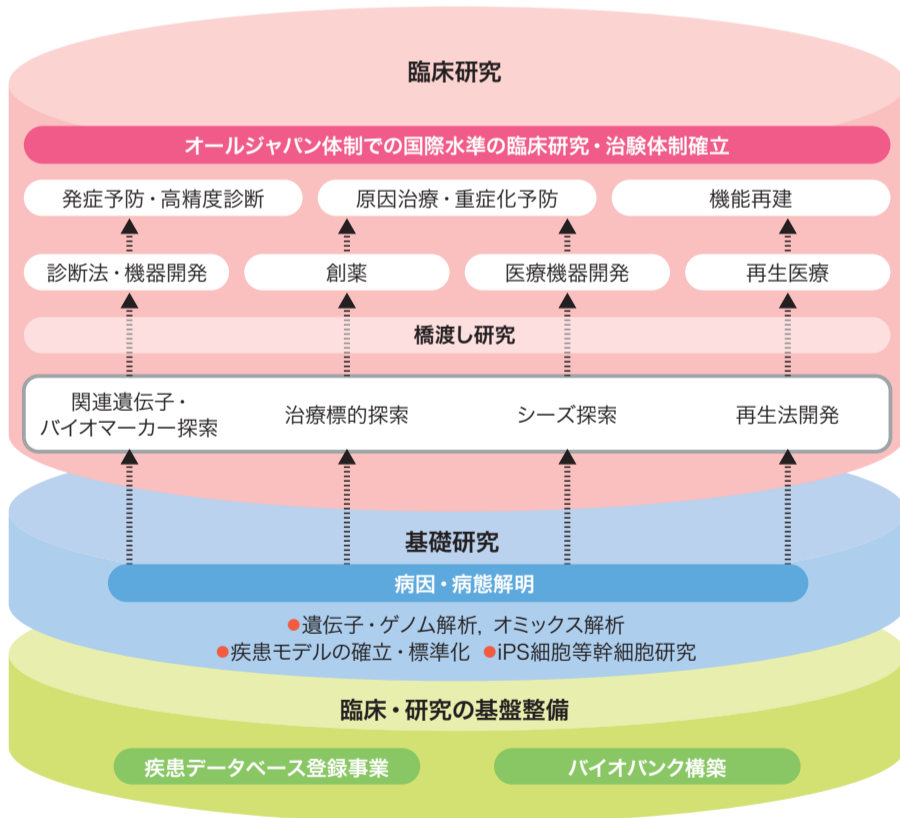 臨床研究
オールジャパン体制での国際水準の臨床研究・治験体制確立
発症予防・高精度診断
原因治療・重症化予防
機能再建
診断法・機器開発
創薬
医療機器開発
再生医療
橋渡し研究
関連遺伝子・
バイオマーカー探索
治療標的探索
シーズ探索
再生法開発
基礎研究
病因・病態解明
●遺伝子・ゲノム解析，オミックス解析
●疾患モデルの確立・標準化 ●iPS細胞等幹細胞研究
臨床・研究の基盤整備
疾患データベース登録事業
バイオバンク構築